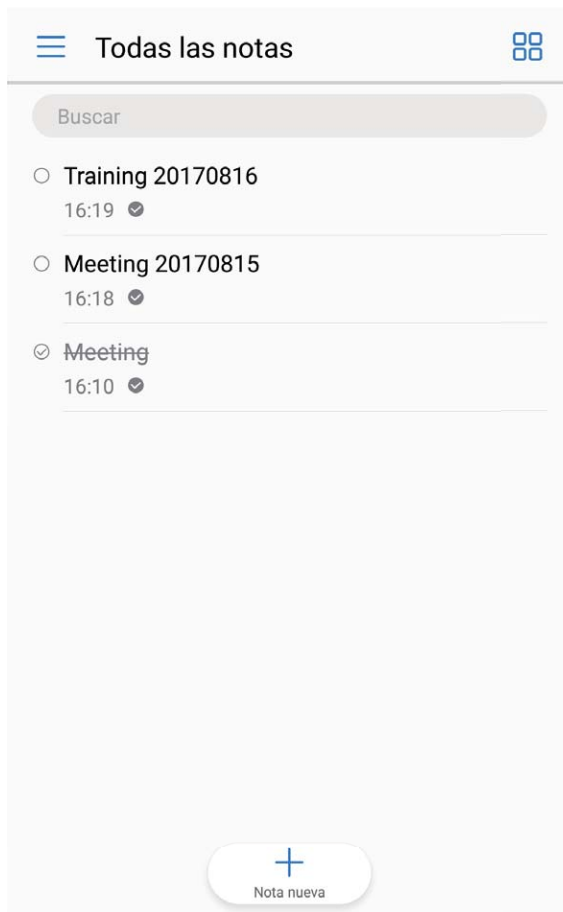 Todas las notas
Buscar
Training 20170816
16:19
Meeting 20170815
16:18
Meeting
16:10
Nota nueva